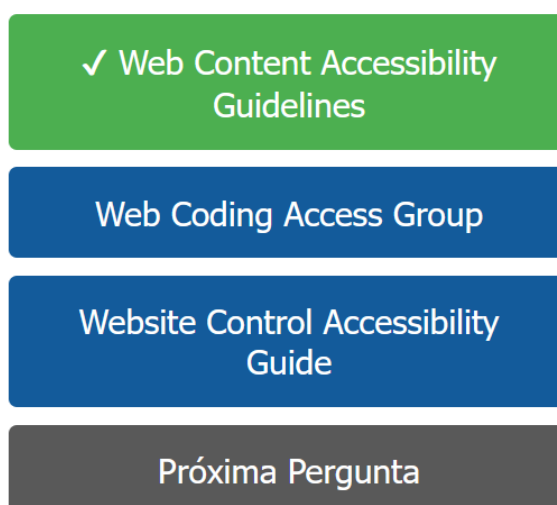 ✓ Web Content Accessibility
Guidelines
Web Coding Access Group
Website Control Accessibility
Guide
Próxima Pergunta